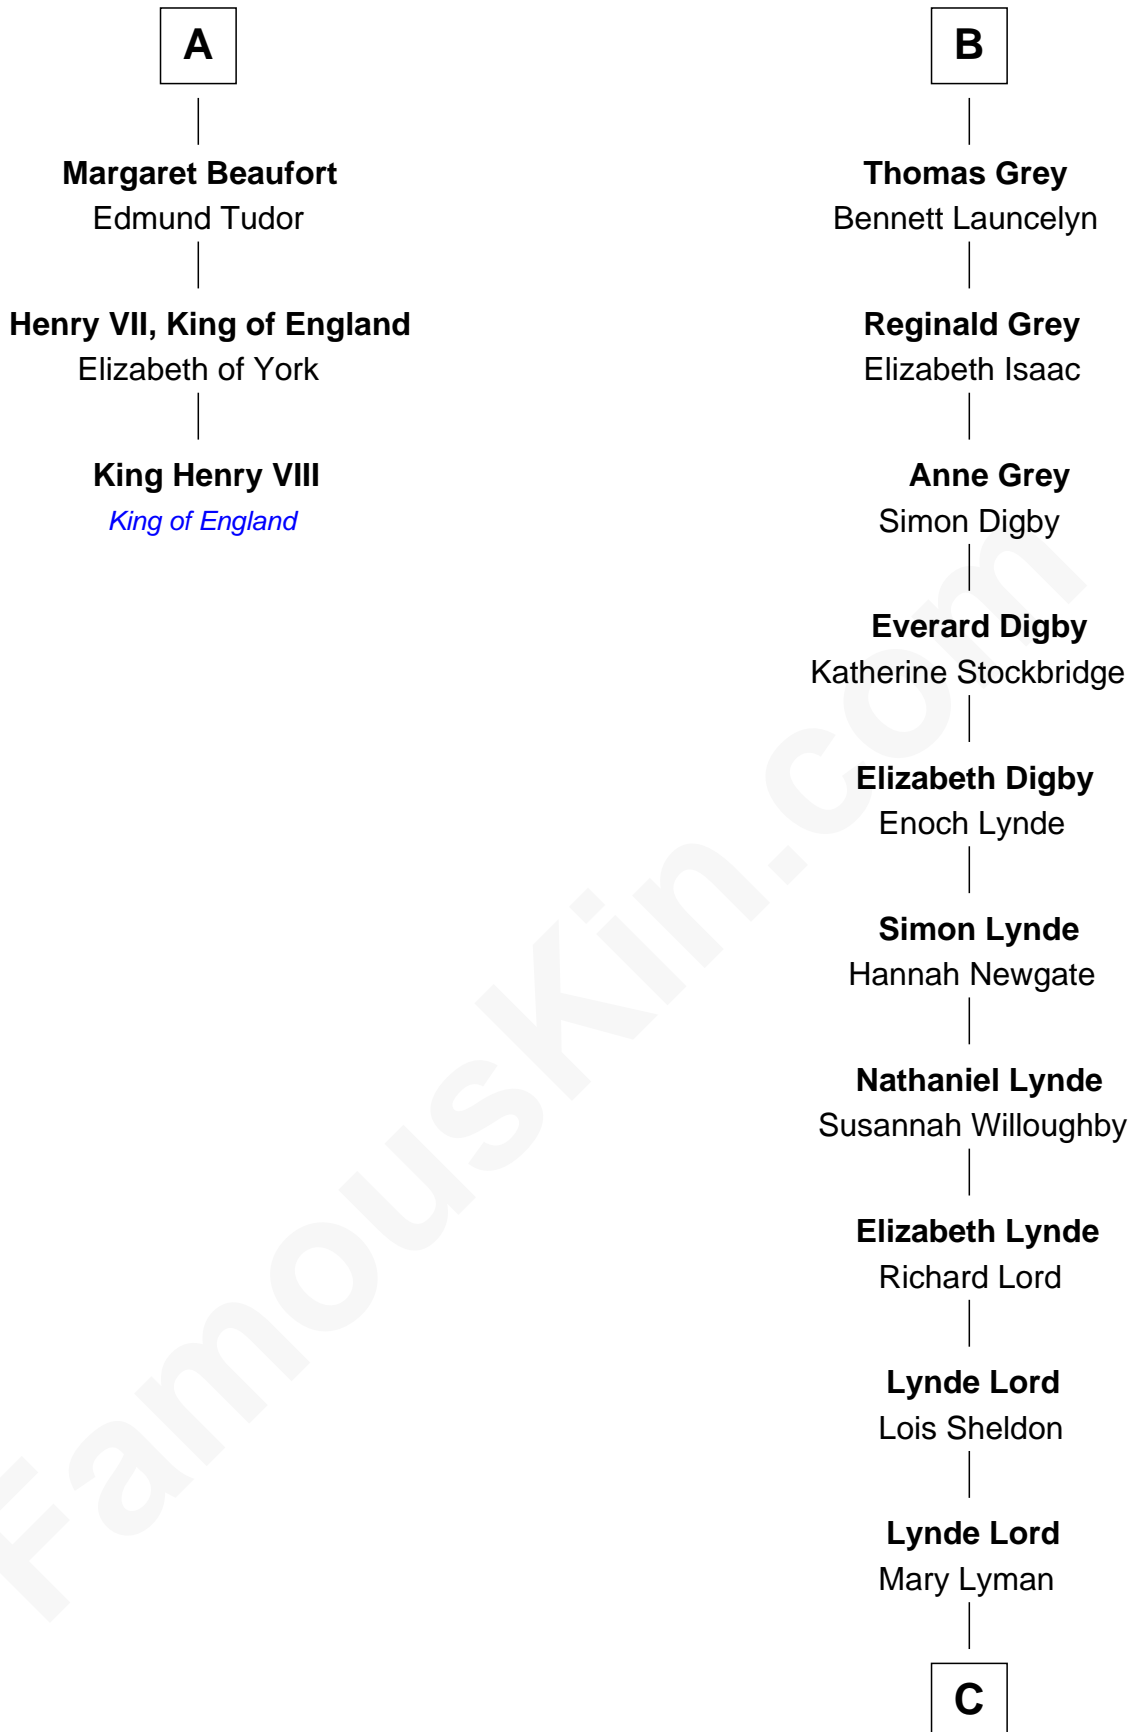 A
Margaret Beaufort
Edmund Tudor
Henry VII, King of England
Elizabeth of York
King Henry VIII
King of England
B
Thomas Grey
Bennett Launcelyn
Reginald Grey
Elizabeth Isaac
Anne Grey
Simon Digby
Everard Digby
Katherine Stockbridge
Elizabeth Digby
Enoch Lynde
Simon Lynde
Hannah Newgate
Nathaniel Lynde
Susannah Willoughby
Elizabeth Lynde
Richard Lord
Lynde Lord
Lois Sheldon
Lynde Lord
Mary Lyman
C
FamousKin.com